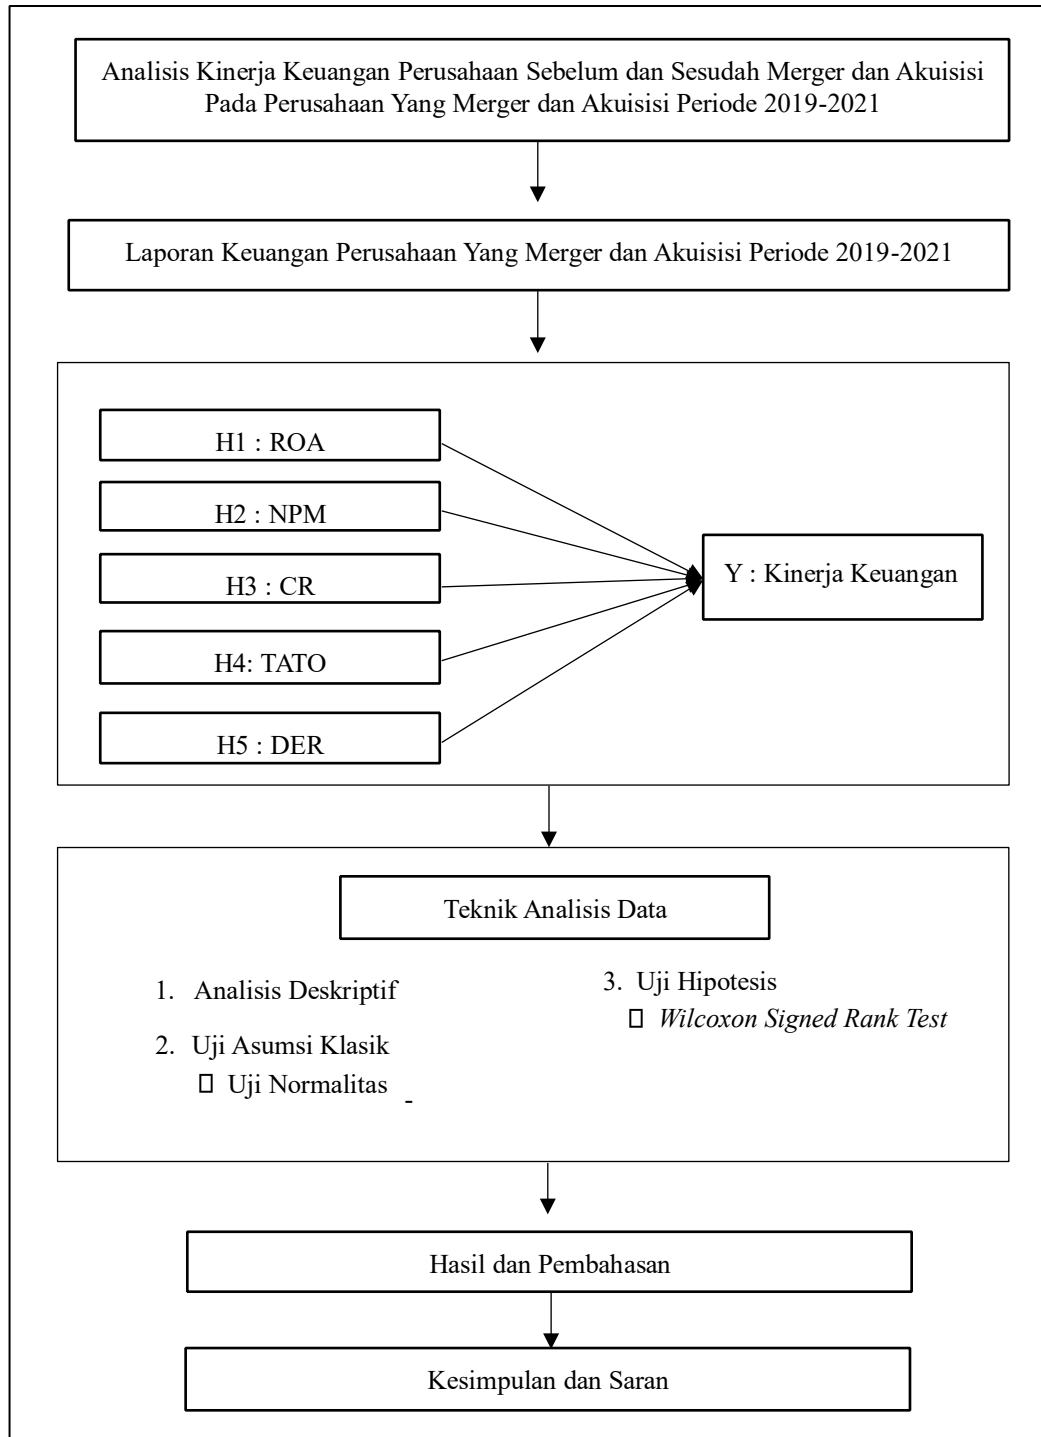 Analisis Kinerja Keuangan Perusahaan Sebelum dan Sesudah Merger dan Akuisisi
Pada Perusahaan Yang Merger dan Akuisisi Periode 2019-2021
Laporan Keuangan Perusahaan Yang Merger dan Akuisisi Periode 2019-2021
H1 : ROA
H2 : NPM
H3 : CR
H4: TATO
H5 : DER
Y : Kinerja Keuangan
Teknik Analisis Data
1. Analisis Deskriptif
2. Uji Asumsi Klasik
▯ Uji Normalitas -
3. Uji Hipotesis
▯ Wilcoxon Signed Rank Test
Hasil dan Pembahasan
Kesimpulan dan Saran